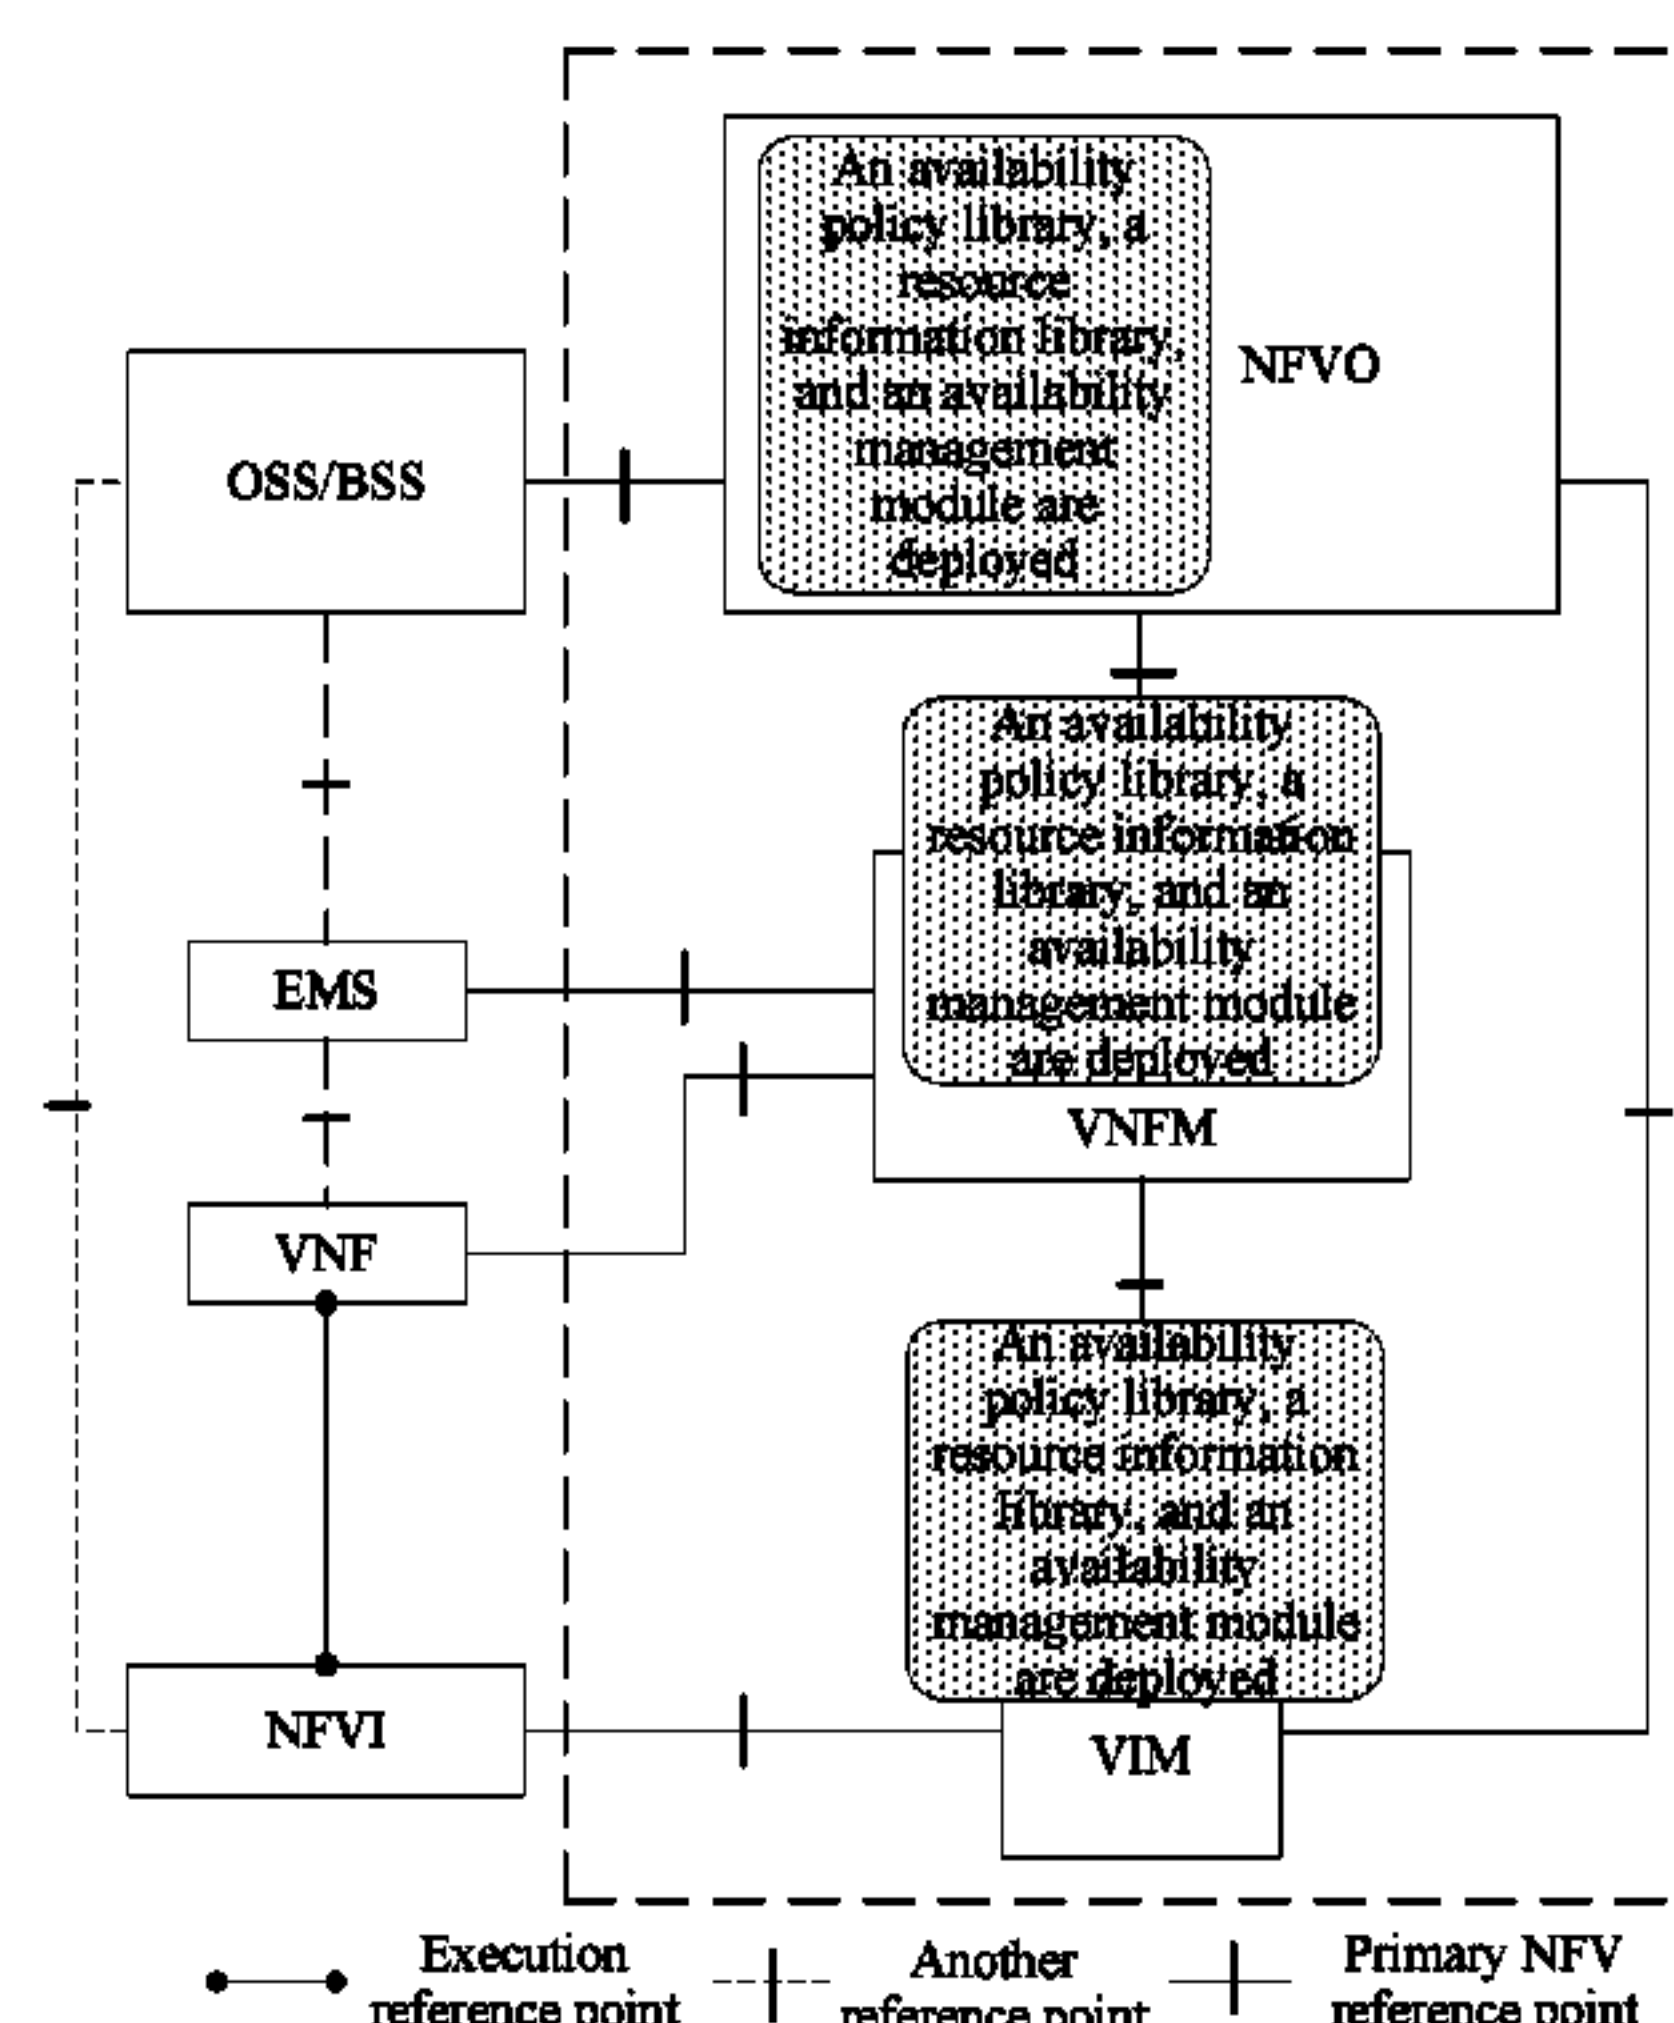 An availability
policy library, a
resource
information library,
and an availability
management
module are
deployed
NFVO
OSS/BSS
An availability
policy library, a
resource information
library, and an
availability
management module
are deployed
VNFM
EMS
VNF
An availability
policy library, a
resource information
library, and an
availability
management module
are deployed
VIM
NFVI
Execution
reference point
Another
reference point
Primary NFV
reference point